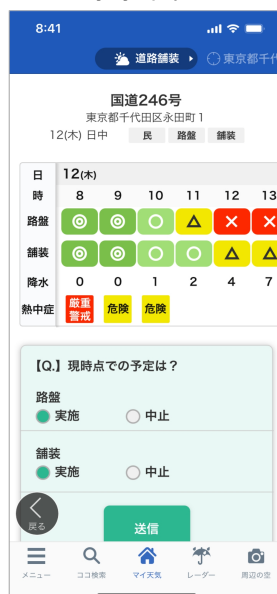 8:41
道路舗装
東京都千代
国道246号
東京都千代田区永田町1
12(木) 日中 民 路盤 舗装
日 12(木)
時 8 9 10 11 12 13
路盤 ◎ ◎ ○ △ × ×
舗装 ◎ ◎ ○ ○ △ △
降水 0 0 1 2 4 7
熱中症 厳重警戒 危険 危険
【Q.】現時点での予定は？
路盤
実施 中止
舗装
実施 中止
戻る
送信
メニュー ココ検索 マイ天気 レーダー 周辺の空